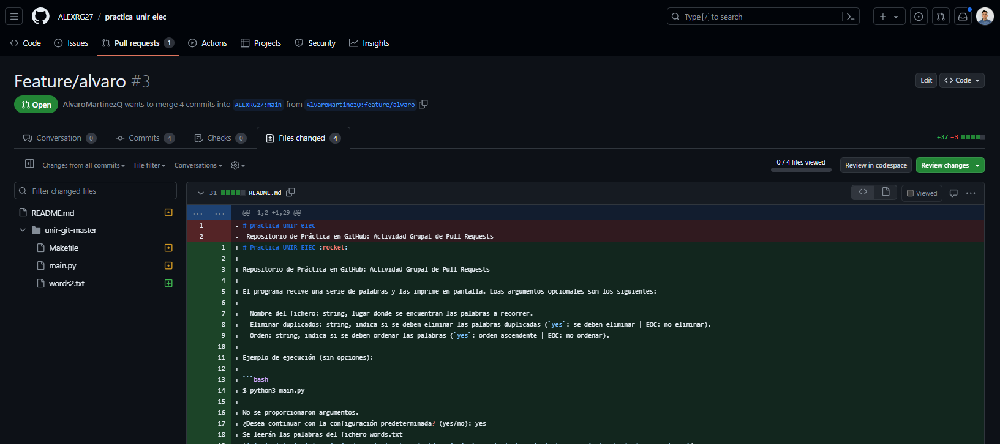 ALEXRG27 / practica-unir-eiec
Type / to search
Code Issues Pull requests 1 Actions Projects Security Insights
Feature/alvaro #3
Edit
Code
Open AlvaroMartinezQ wants to merge 4 commits into ALEXRG27:main from AlvaroMartinezQ:feature/alvaro
Conversation 0 Commits 4 Checks 0 Files changed 4
+37 −3
Changes from all commits File filter Conversations
0 / 4 files viewed
Review in codespace
Review changes
Filter changed files
README.md
unir-git-master
Makefile
main.py
words2.txt
31 README.md
Viewed
... ... @@ -1,2 +1,29 @@
1 - # practica-unir-eiec
2 - Repositorio de Práctica en GitHub: Actividad Grupal de Pull Requests
1 + # Practica UNIR EIEC :rocket:
2 +
3 + Repositorio de Práctica en GitHub: Actividad Grupal de Pull Requests
4 +
5 + El programa recive una serie de palabras y las imprime en pantalla. Loas argumentos opcionales son los siguientes:
6 +
7 + - Nombre del fichero: string, lugar donde se encuentran las palabras a recorrer.
8 + - Eliminar duplicados: string, indica si se deben eliminar las palabras duplicadas (`yes`: se deben eliminar | EOC: no eliminar).
9 + - Orden: string, indica si se deben ordenar las palabras (`yes`: orden ascendente | EOC: no ordenar).
10 +
11 + Ejemplo de ejecución (sin opciones):
12 +
13 + ```bash
14 + $ python3 main.py
15 +
16 + No se proporcionaron argumentos.
17 + ¿Desea continuar con la configuración predeterminada? (yes/no): yes
18 + Se leerán las palabras del fichero words.txt